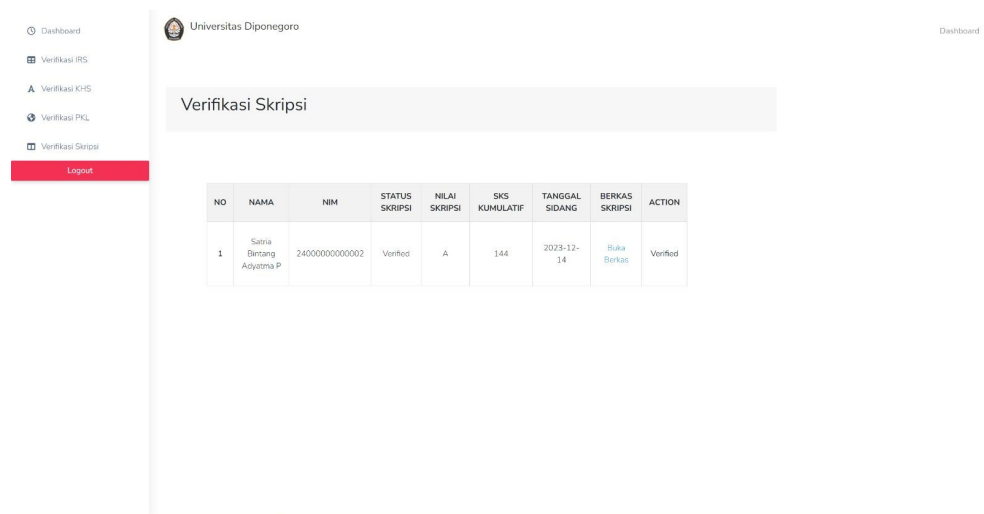 Dashboard
Verifikasi IRS
Verifikasi KHS
Verifikasi PKL
Verifikasi Skripsi
Logout
Universitas Diponegoro
Dashboard
Verifikasi Skripsi
NO NAMA NIM STATUS SKRIPSI NILAI SKRIPSI SKS KUMULATIF TANGGAL SIDANG BERKAS SKRIPSI ACTION
1 Satria Bintang Adyatma P 24000000000002 Verified A 144 2023-12-14 Buka Berkas Verified